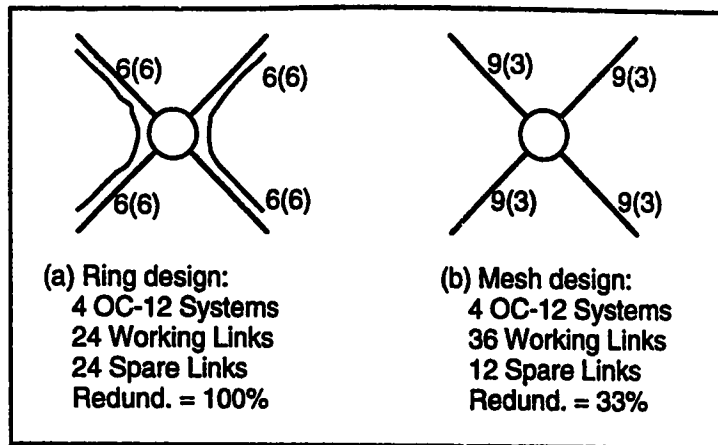 6(6)
6(6)
6(6)
6(6)
(a) Ring design:
4 OC-12 Systems
24 Working Links
24 Spare Links
Redund. = 100%
9(3)
9(3)
9(3)
9(3)
(b) Mesh design:
4 OC-12 Systems
36 Working Links
12 Spare Links
Redund. = 33%